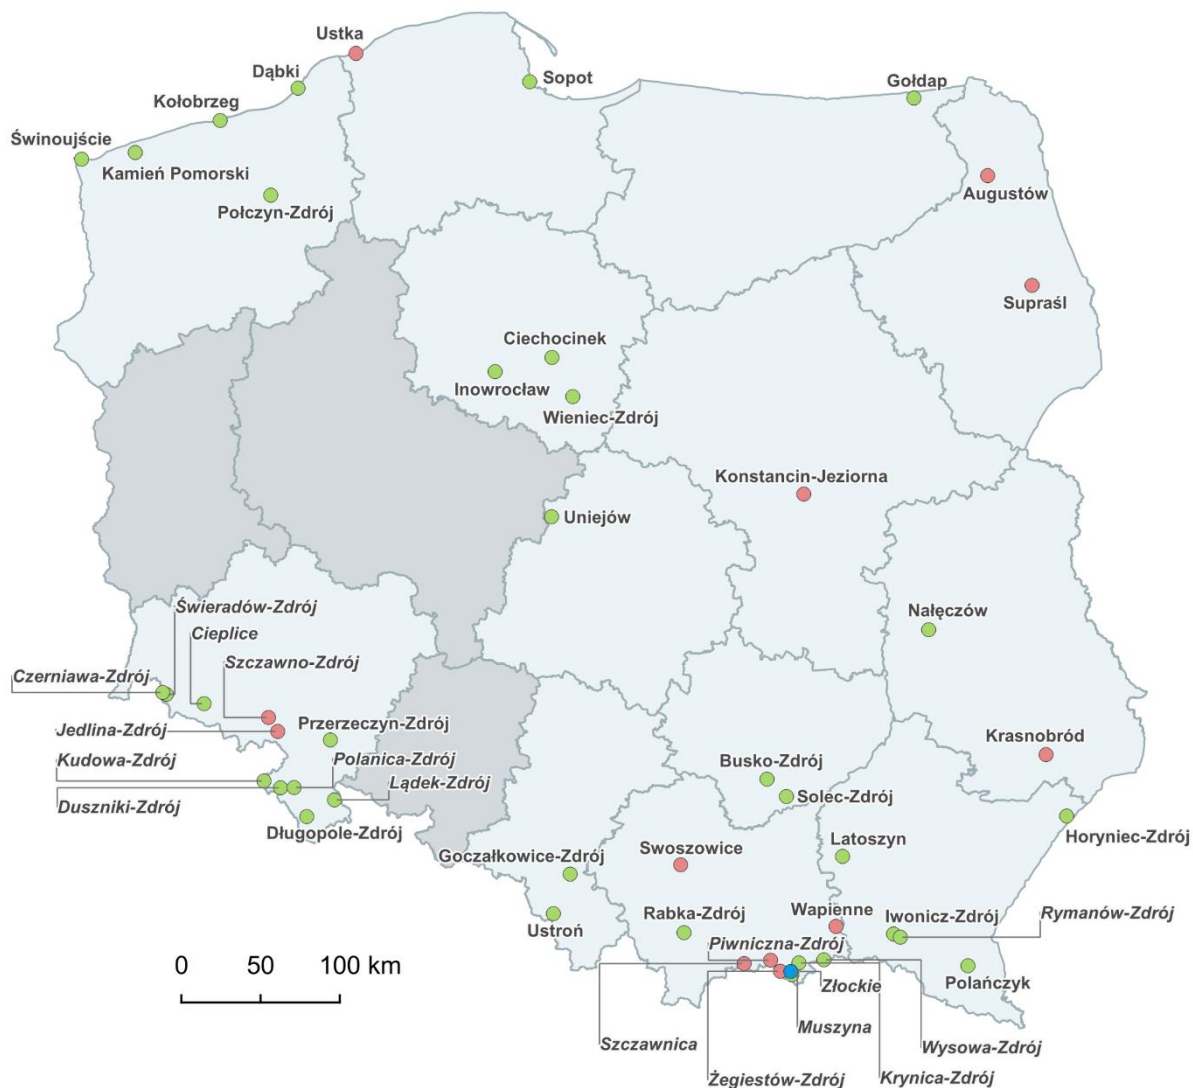 Ustka
Dąbki
Sopot
Gołdap
Kołobrzeg
Świnoujście
Kamień Pomorski
Augustów
Połczyn-Zdrój
Supraśl
Ciechocinek
Inowrocław
Wieniec-Zdrój
Konstancin-Jeziorna
Uniejów
Świeradów-Zdrój
Nałęczów
Cieplice
Szczawno-Zdrój
Czerniawa-Zdrój
Przerzeczyn-Zdrój
Jedlina-Zdrój
Krasnobród
Kudowa-Zdrój
Polanica-Zdrój
Busko-Zdrój
Lądek-Zdrój
Solec-Zdrój
Duszniki-Zdrój
Długopole-Zdrój
Horyniec-Zdrój
Latoszyn
Swoszowice
Goczałkowice-Zdrój
Rabka-Zdrój
Wapienne
Iwonicz-Zdrój
Rymanów-Zdrój
Ustroń
Piwniczna-Zdrój
0 50 100 km
Złockie
Polańczyk
Muszyna
Szczawnica
Wysowa-Zdrój
Żegiestów-Zdrój
Krynica-Zdrój